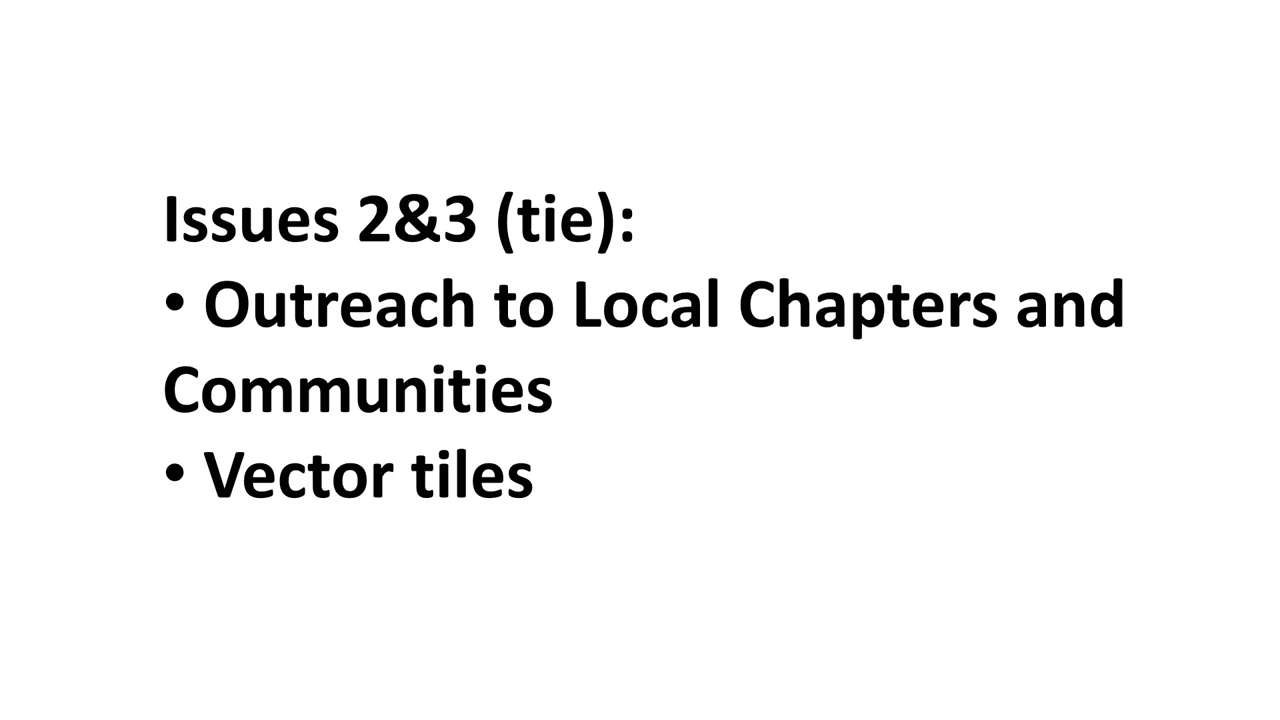 Issues 2&3 (tie):
• Outreach to Local Chapters and
Communities
• Vector tiles